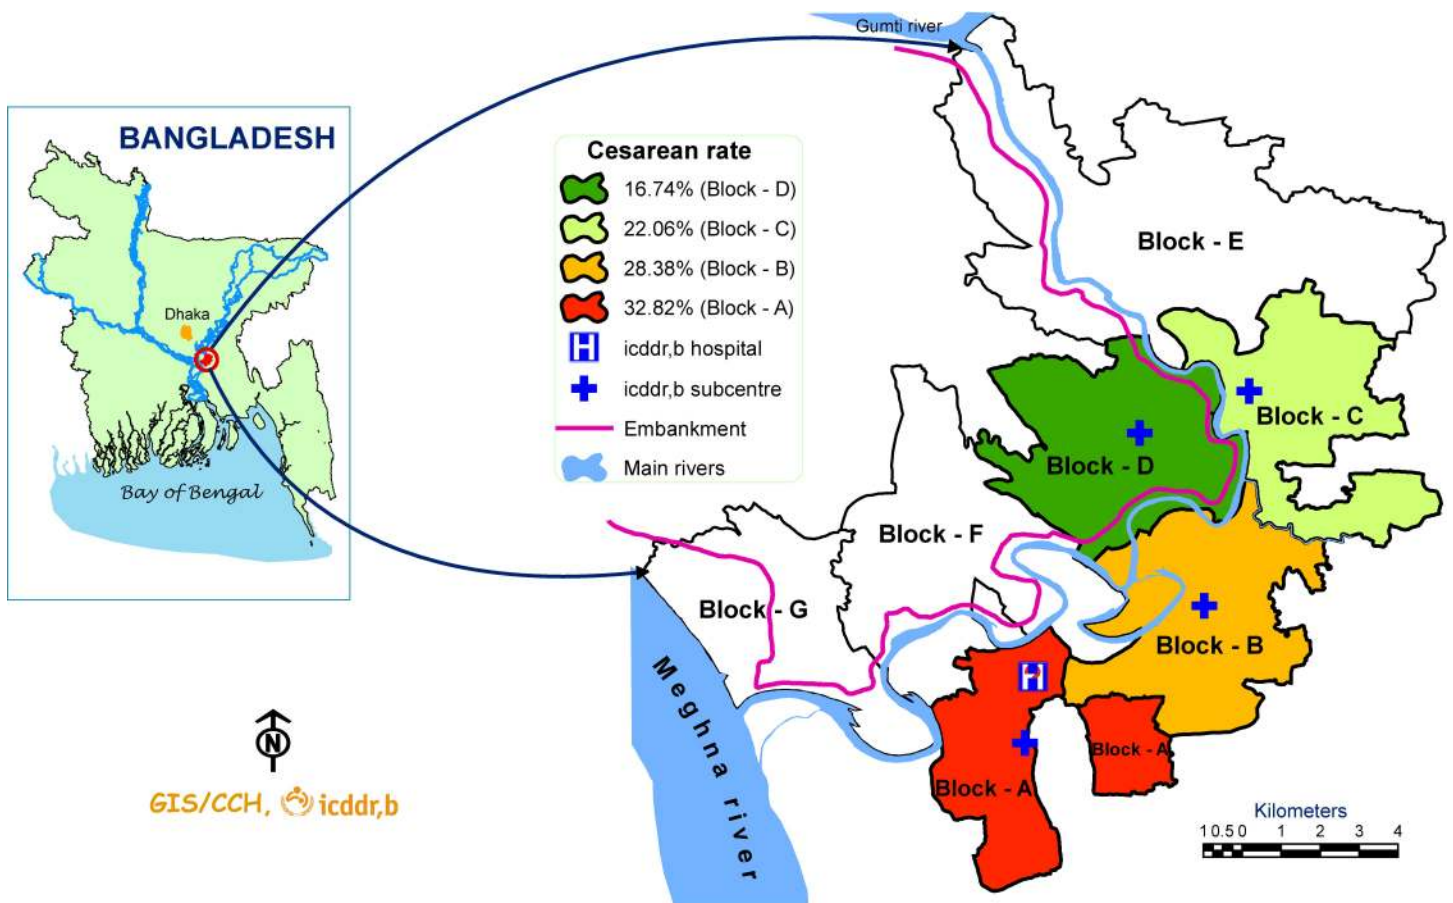 Gumti river
BANGLADESH
Dhaka
Bay of Bengal
Cesarean rate
16.74% (Block - D)
22.06% (Block - C)
28.38% (Block - B)
32.82% (Block - A)
H
icddr,b hospital
icddr,b subcentre
Embankment
Main rivers
Block - E
Block - C
Block - D
Block - F
Block - G
Block - B
H
Block - A
Block - A
Meghna river
N
GIS/CCH, icddr,b
Kilometers
1 0.5 0 1 2 3 4